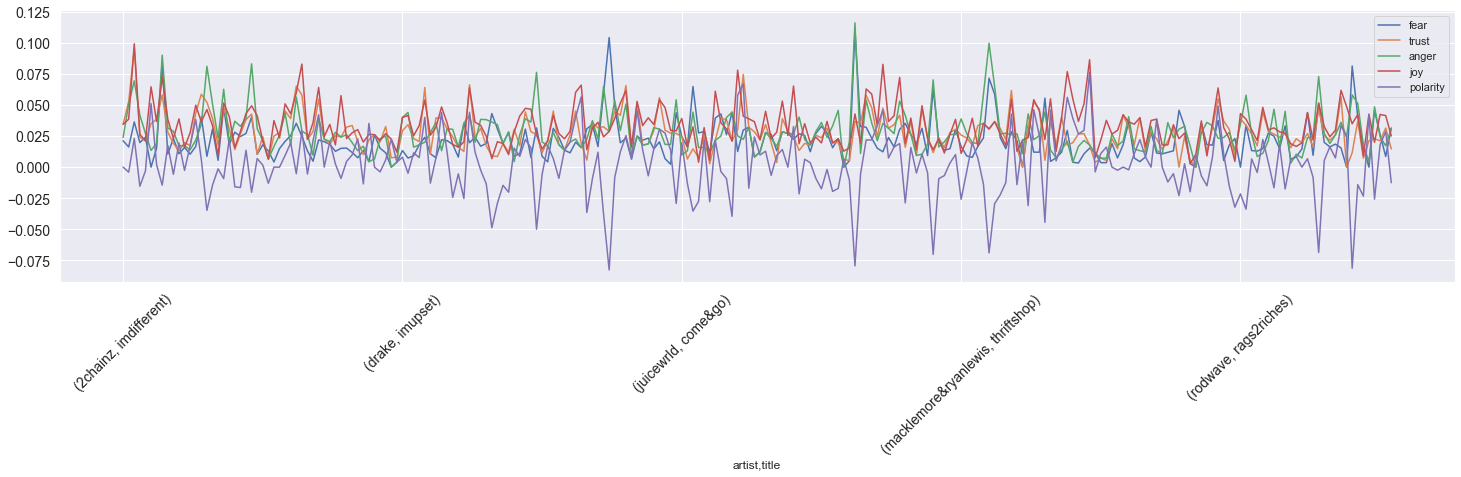 0.125
0.100
0.075
0.050
0.025
0.000
−0.025
−0.050
−0.075
fear
trust
anger
joy
polarity
(2chainz, imdifferent)
(drake, imupset)
(juicewrld, come&go)
(macklemore&ryanlewis, thriftshop)
(rodwave, rags2riches)
artist,title